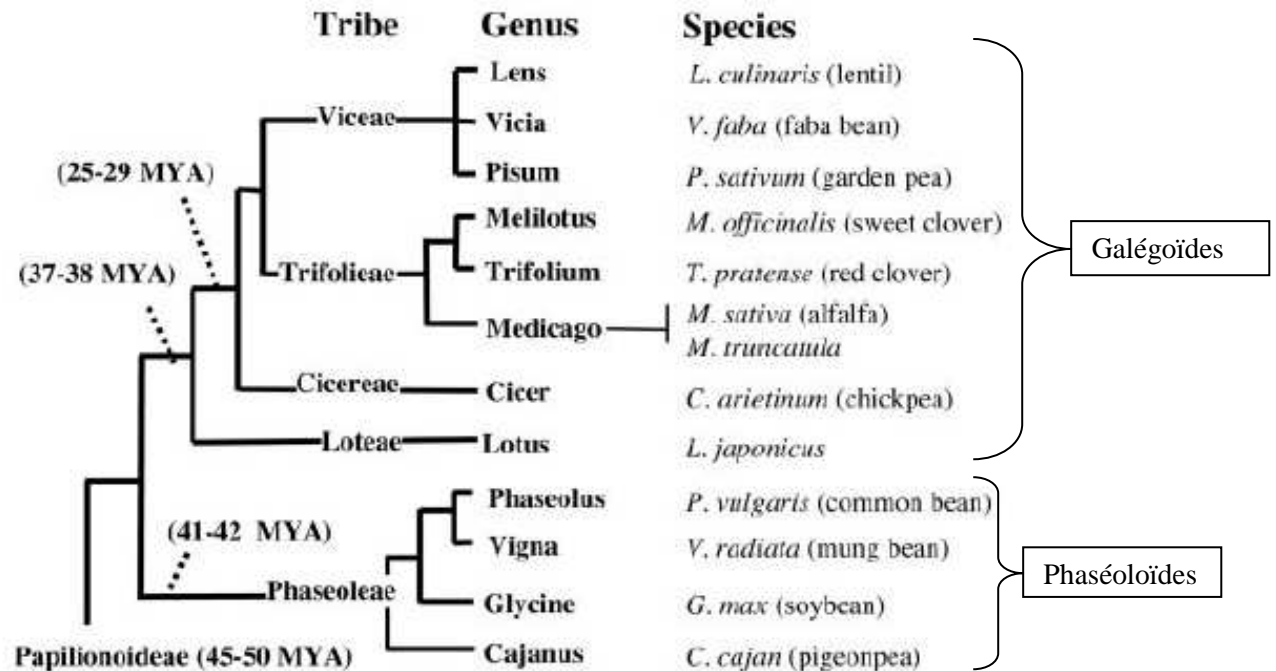 Tribe Genus Species
Lens L. culinaris (lentil)
Viceae Vicia V. faba (faba bean)
(25-29 MYA)
Pisum P. sativum (garden pea)
Melilotus M. officinalis (sweet clover)
Galégoïdes
(37-38 MYA)
Trifolieae Trifolium T. pratense (red clover)
Medicago M. sativa (alfalfa)
M. truncatula
Cicereae Cicer C. arietinum (chickpea)
Loteae Lotus L. japonicus
Phaseolus P. vulgaris (common bean)
(41-42 MYA)
Vigna V. radiata (mung bean)
Phaséoloïdes
Phaseoleae Glycine G. max (soybean)
Papilionoideae (45-50 MYA) Cajanus C. cajan (pigeonpea)